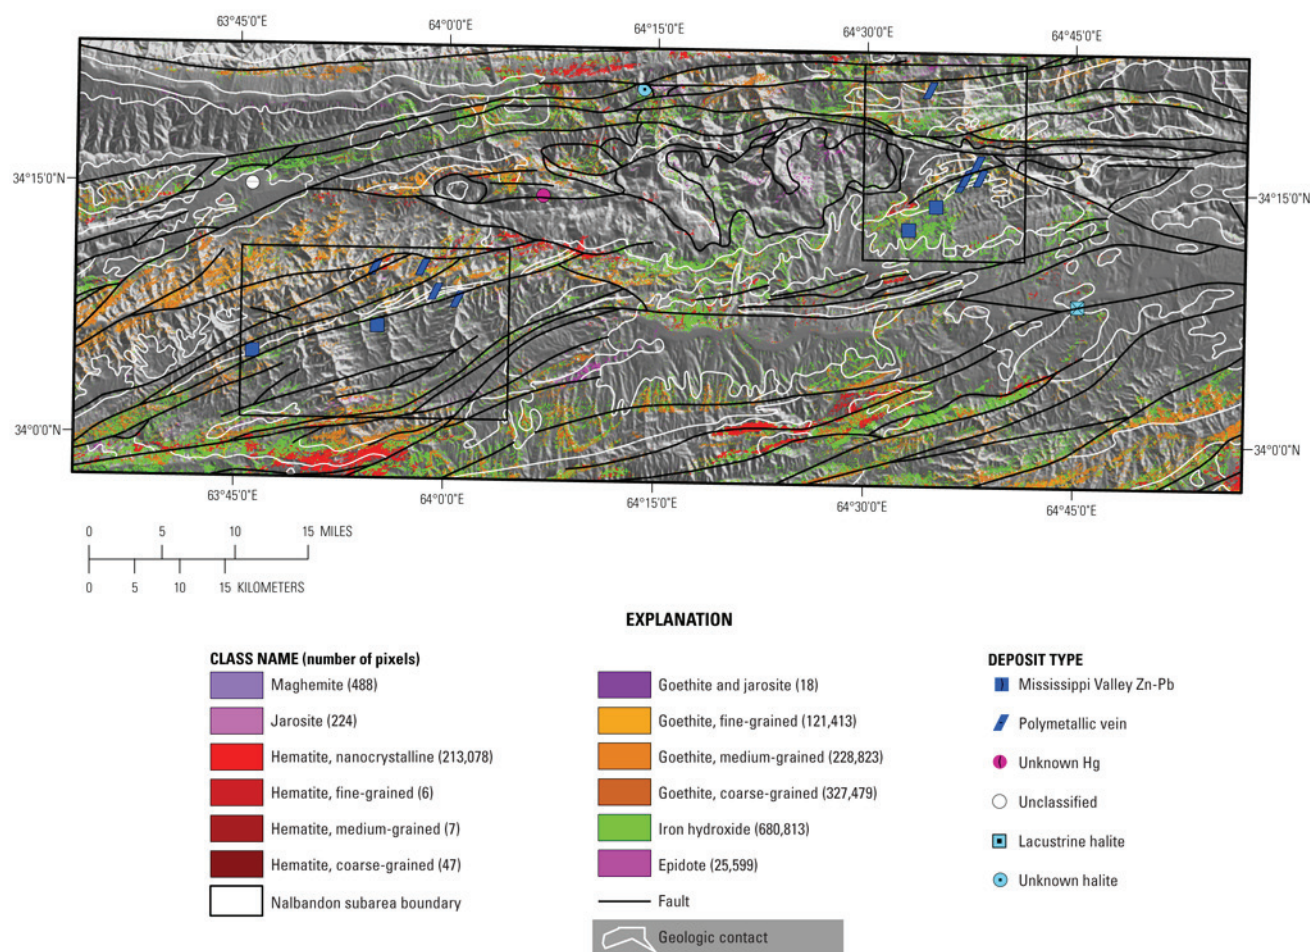 63°45'0"E
64°0'0"E
64°15'0"E
64°30'0"E
64°45'0"E
34°15'0"N
34°15'0"N
34°0'0"N
34°0'0"N
63°45'0"E
64°0'0"E
64°15'0"E
64°30'0"E
64°45'0"E
0 5 10 15 MILES
0 5 10 15 KILOMETERS
EXPLANATION
CLASS NAME (number of pixels)
Maghemite (488)
Jarosite (224)
Hematite, nanocrystalline (213,078)
Hematite, fine-grained (6)
Hematite, medium-grained (7)
Hematite, coarse-grained (47)
Nalbandon subarea boundary
Goethite and jarosite (18)
Goethite, fine-grained (121,413)
Goethite, medium-grained (228,823)
Goethite, coarse-grained (327,479)
Iron hydroxide (680,813)
Epidote (25,599)
Fault
Geologic contact
DEPOSIT TYPE
Mississippi Valley Zn-Pb
Polymetallic vein
Unknown Hg
Unclassified
Lacustrine halite
Unknown halite